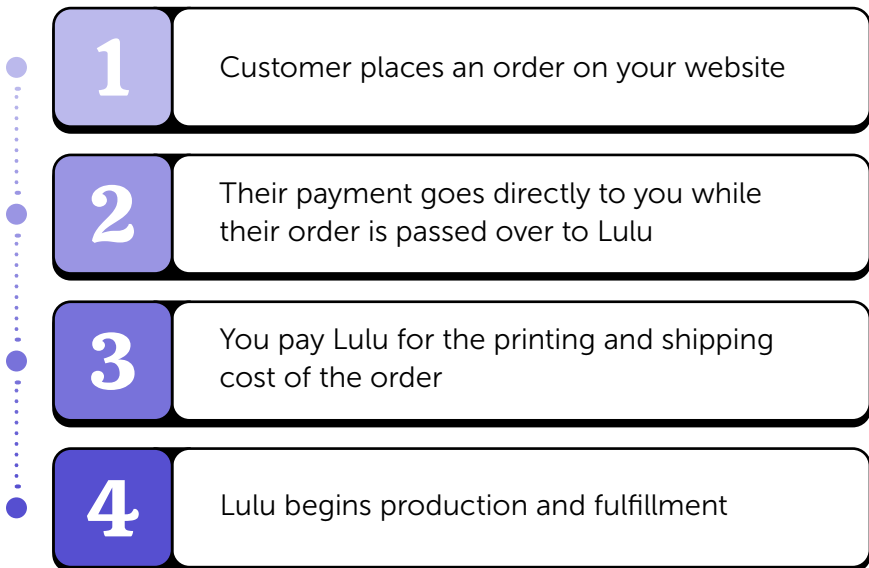 1
Customer places an order on your website
2
Their payment goes directly to you while
their order is passed over to Lulu
3
You pay Lulu for the printing and shipping
cost of the order
4
Lulu begins production and fulfillment